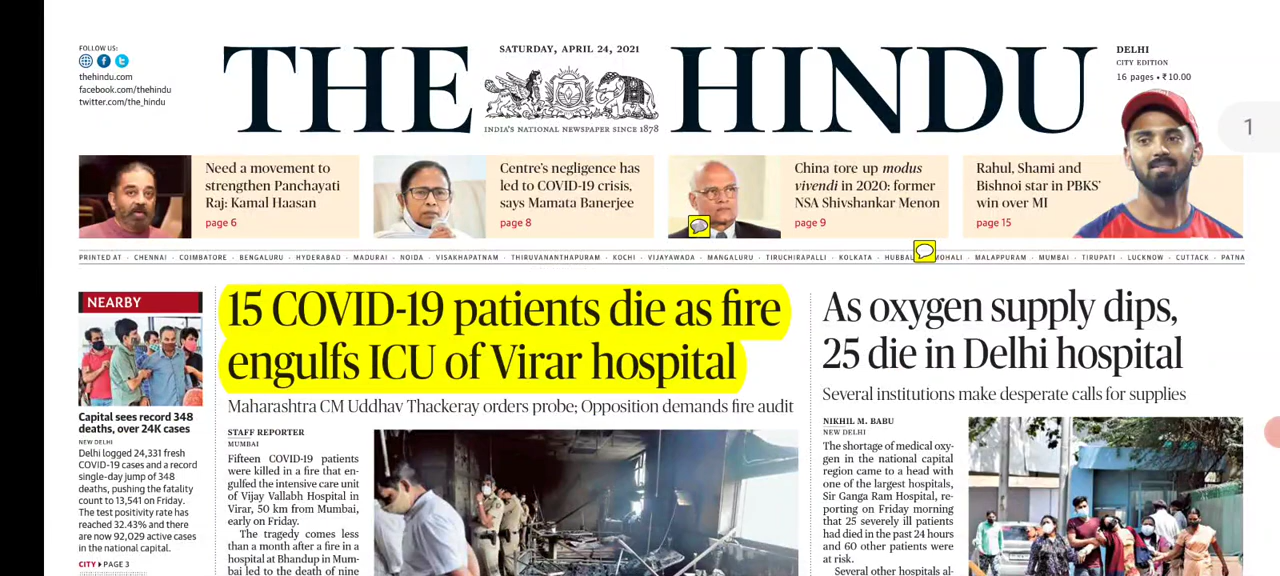 FOLLOW US:
thehindu.com
facebook.com/thehindu
twitter.com/the_hindu
THE HINDU
SATURDAY, APRIL 24, 2021
INDIA'S NATIONAL NEWSPAPER SINCE 1878
DELHI
CITY EDITION
16 pages • ₹10.00
1
Need a movement to
strengthen Panchayati
Raj: Kamal Haasan
page 6
Centre's negligence has
led to COVID-19 crisis,
says Mamata Banerjee
page 8
China tore up modus
vivendi in 2020: former
NSA Shivshankar Menon
page 9
Rahul, Shami and
Bishnoi star in PBKS'
win over MI
page 15
PRINTED AT · CHENNAI · COIMBATORE · BENGALURU · HYDERABAD · MADURAI · NOIDA · VISAKHAPATNAM · THIRUVANANTHAPURAM · KOCHI · VIJAYAWADA · MANGALURU · TIRUCHIRAPALLI · KOLKATA · HUBBAL OHALI · MALAPPURAM · MUMBAI · TIRUPATI · LUCKNOW · CUTTACK · PATNA
NEARBY
Capital sees record 348
deaths, over 24K cases
NEW DELHI
Delhi logged 24,331 fresh
COVID-19 cases and a record
single-day jump of 348
deaths, pushing the fatality
count to 13,541 on Friday.
The test positivity rate has
reached 32.43% and there
are now 92,029 active cases
in the national capital.
CITY ▶ PAGE 3
15 COVID-19 patients die as fire
engulfs ICU of Virar hospital
Maharashtra CM Uddhav Thackeray orders probe; Opposition demands fire audit
STAFF REPORTER
MUMBAI
Fifteen COVID-19 patients
were killed in a fire that en-
gulfed the intensive care unit
of Vijay Vallabh Hospital in
Virar, 50 km from Mumbai,
early on Friday.
The tragedy comes less
than a month after a fire in a
hospital at Bhandup in Mum-
bai led to the death of nine
As oxygen supply dips,
25 die in Delhi hospital
Several institutions make desperate calls for supplies
NIKHIL M. BABU
NEW DELHI
The shortage of medical oxy-
gen in the national capital
region came to a head with
one of the largest hospitals,
Sir Ganga Ram Hospital, re-
porting on Friday morning
that 25 severely ill patients
had died in the past 24 hours
and 60 other patients were
at risk.
Several other hospitals al-